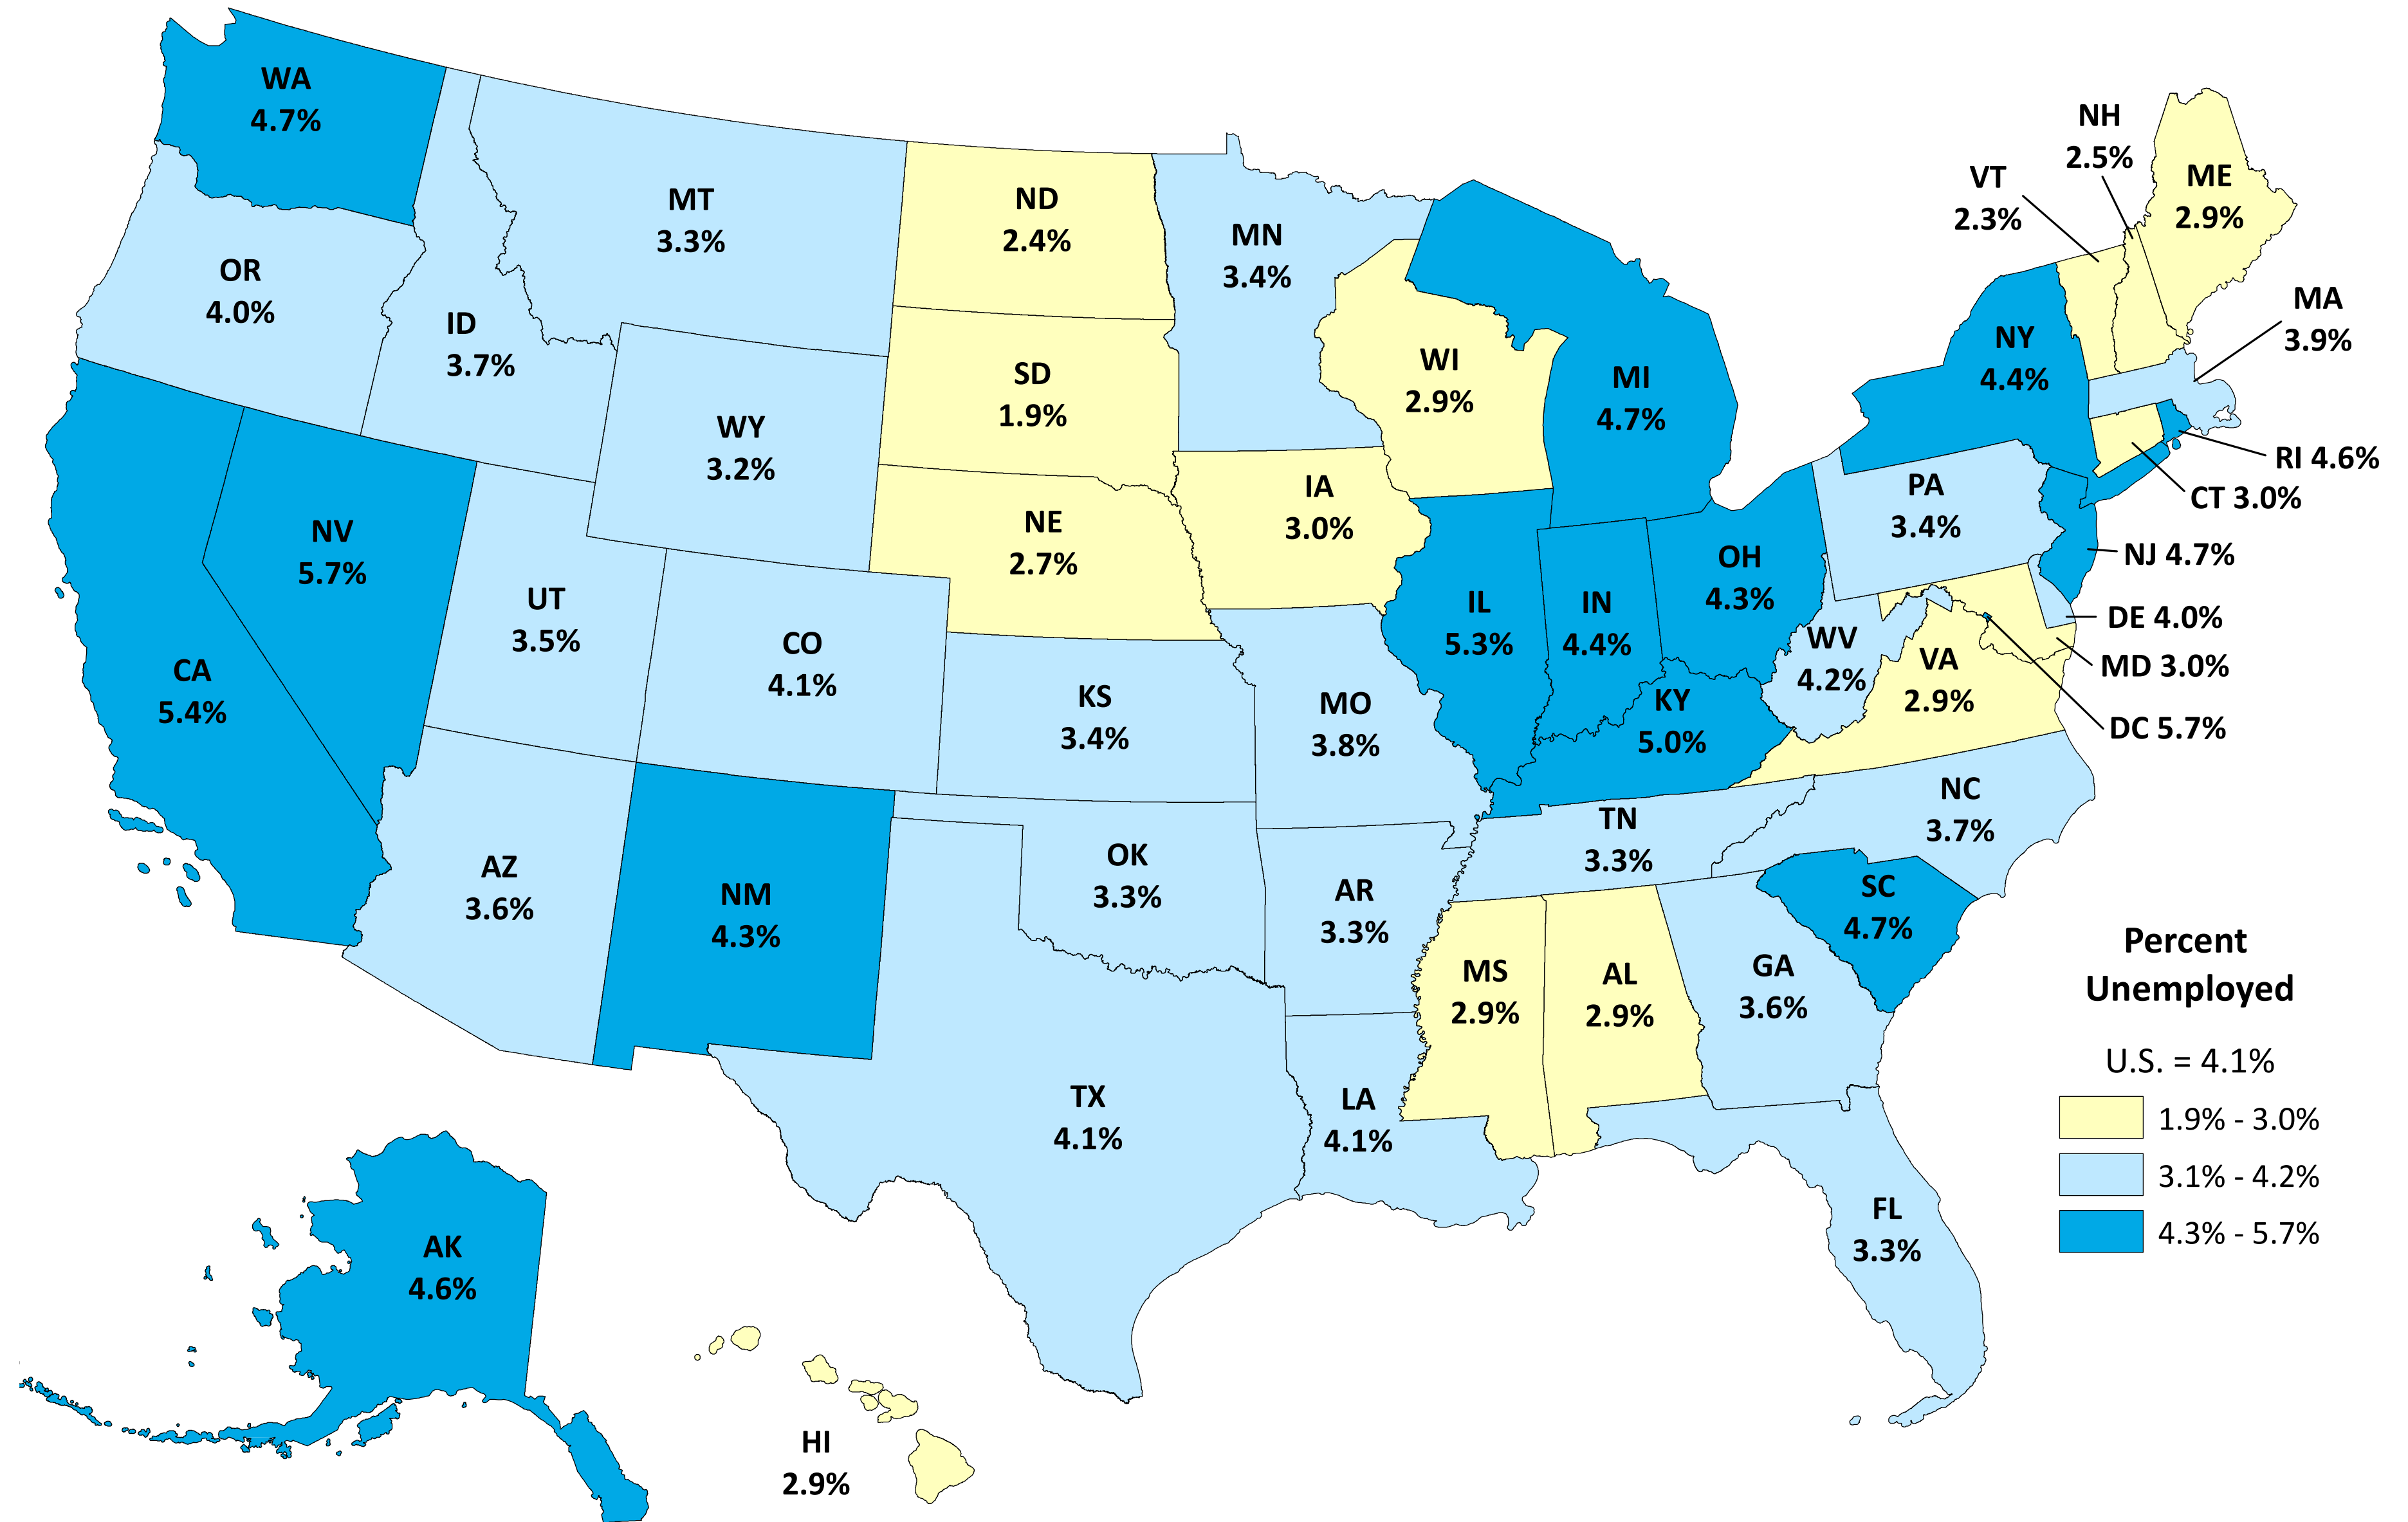 WA
4.7%
OR
4.0%
ID
3.7%
MT
3.3%
ND
2.4%
MN
3.4%
SD
1.9%
WI
2.9%
MI
4.7%
WY
3.2%
NE
2.7%
IA
3.0%
VT
2.3%
NH
2.5%
ME
2.9%
MA
3.9%
NY
4.4%
RI 4.6%
CT 3.0%
PA
3.4%
NJ 4.7%
DE 4.0%
MD 3.0%
DC 5.7%
CA
5.4%
NV
5.7%
UT
3.5%
CO
4.1%
KS
3.4%
MO
3.8%
IL
5.3%
IN
4.4%
OH
4.3%
WV
4.2%
VA
2.9%
KY
5.0%
NC
3.7%
TN
3.3%
SC
4.7%
AZ
3.6%
NM
4.3%
OK
3.3%
AR
3.3%
MS
2.9%
AL
2.9%
GA
3.6%
TX
4.1%
LA
4.1%
FL
3.3%
AK
4.6%
HI
2.9%
Percent
Unemployed
U.S. = 4.1%
1.9% - 3.0%
3.1% - 4.2%
4.3% - 5.7%